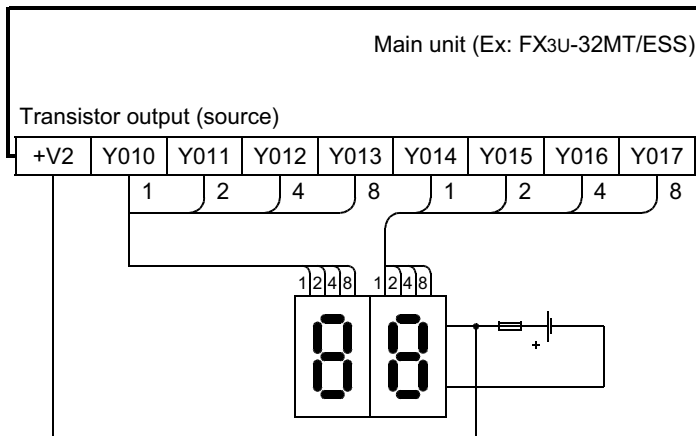 Main unit (Ex: FX3U-32MT/ESS)
Transistor output (source)
+V2 Y010 Y011 Y012 Y013 Y014 Y015 Y016 Y017
1 2 4 8 1 2 4 8
1 2 4 8 1 2 4 8
+